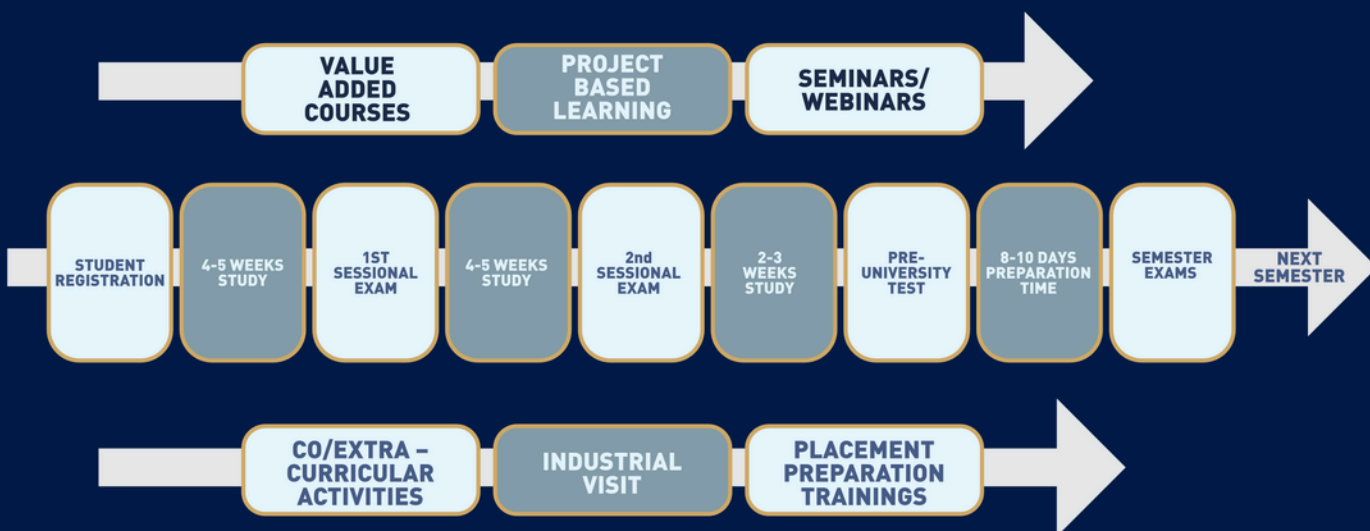 VALUE
ADDED
COURSES
PROJECT
BASED
LEARNING
SEMINARS/
WEBINARS
STUDENT
REGISTRATION
4-5 WEEKS
STUDY
1ST
SESSIONAL
EXAM
4-5 WEEKS
STUDY
2nd
SESSIONAL
EXAM
2-3
WEEKS
STUDY
PRE-
UNIVERSITY
TEST
8-10 DAYS
PREPARATION
TIME
SEMESTER
EXAMS
NEXT
SEMESTER
CO/EXTRA –
CURRICULAR
ACTIVITIES
INDUSTRIAL
VISIT
PLACEMENT
PREPARATION
TRAININGS